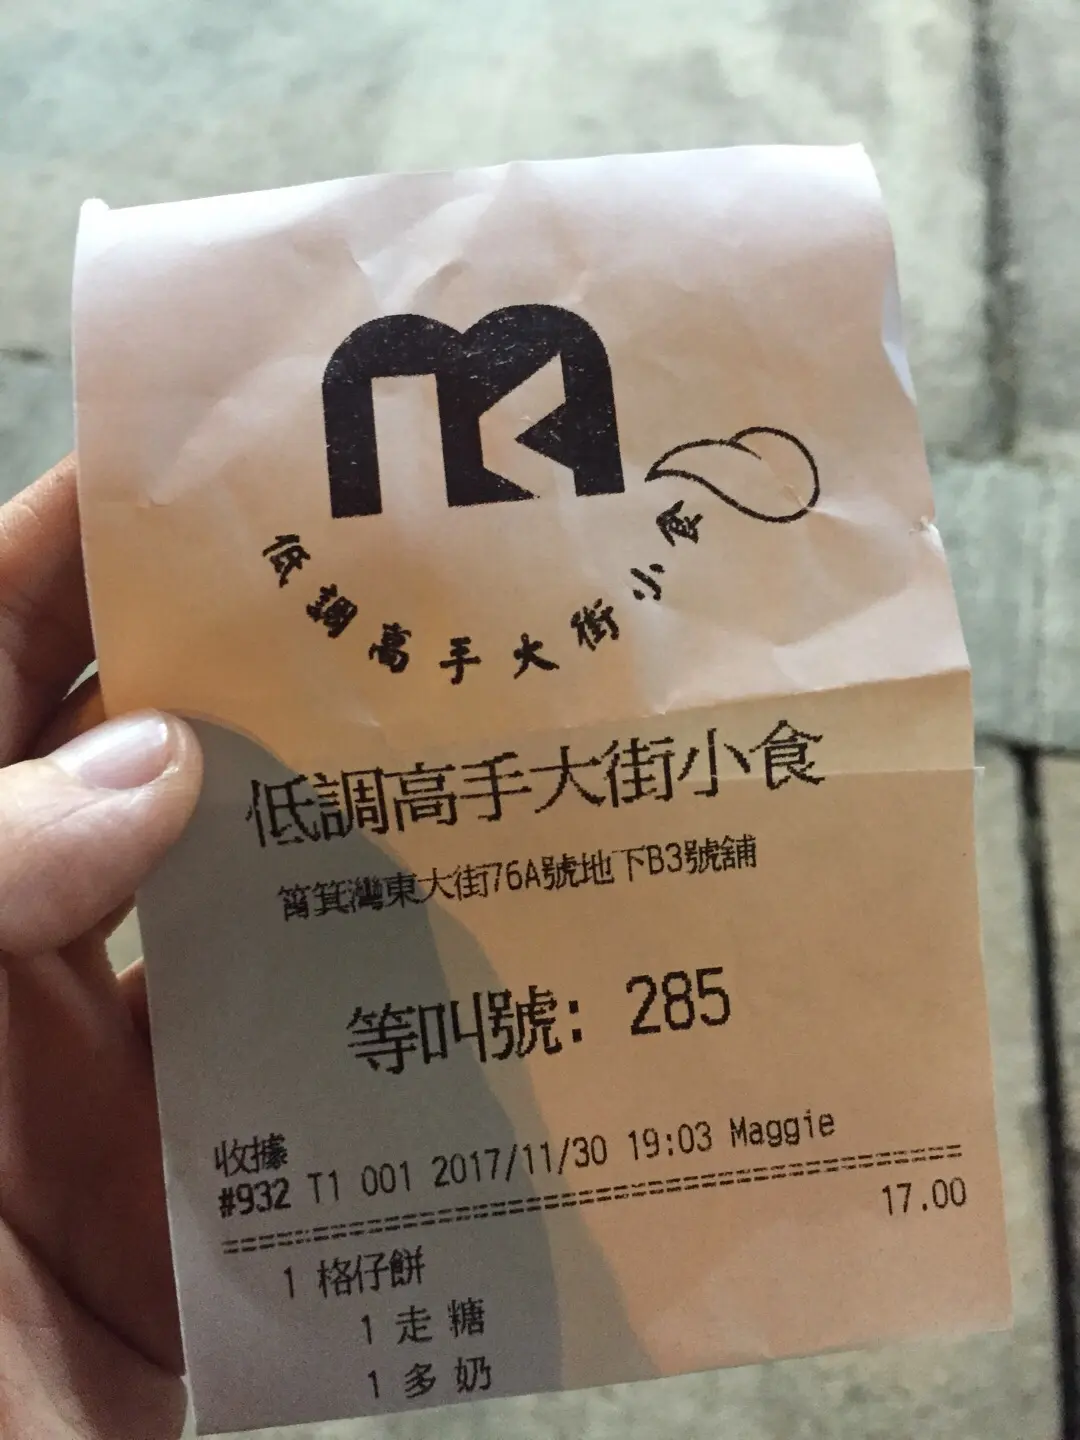 低調高手大街小食
低調高手大街小食
筲箕灣東大街76A號地下B3號舖
等叫號: 285
收據
#932 T1 001 2017/11/30 19:03 Maggie
1 格仔餅 17.00
1 走糖
1 多奶